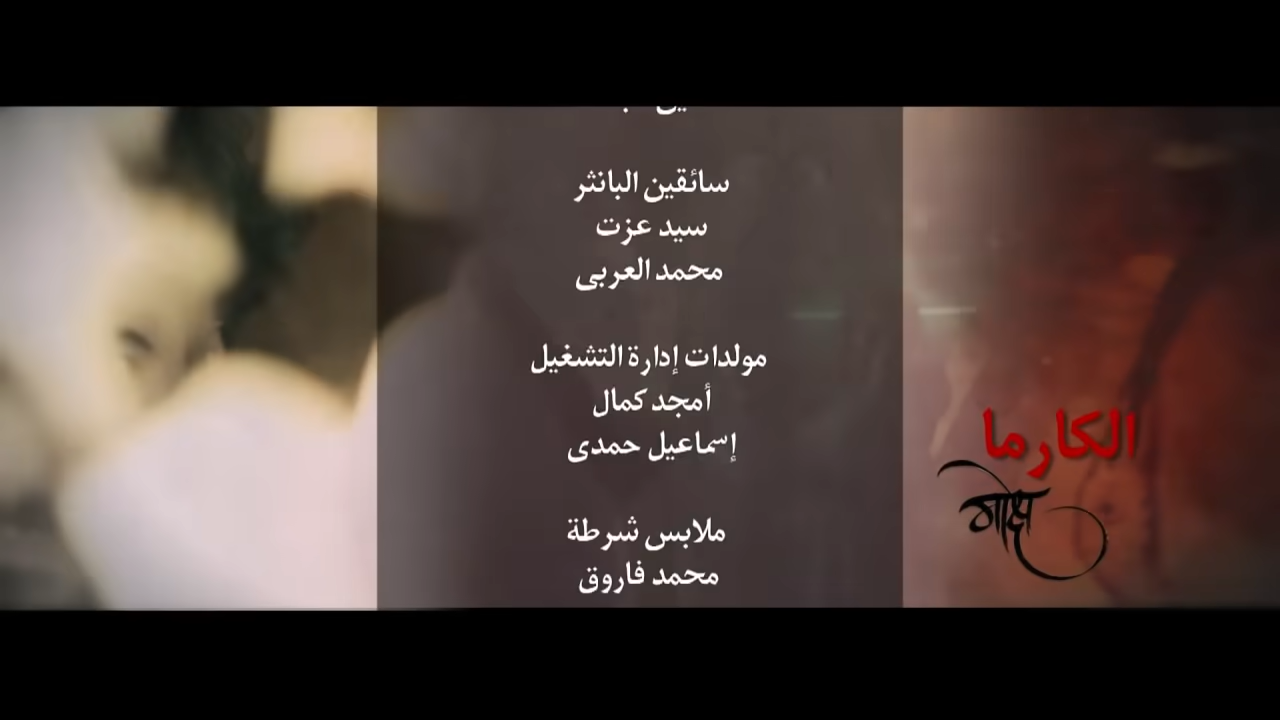 سائقين البانثر
سيد عزت
محمد العربى
مولدات إدارة التشغيل
أمجد كمال
إسماعيل حمدى
ملابس شرطة
محمد فاروق
الكارما
मोक्ष